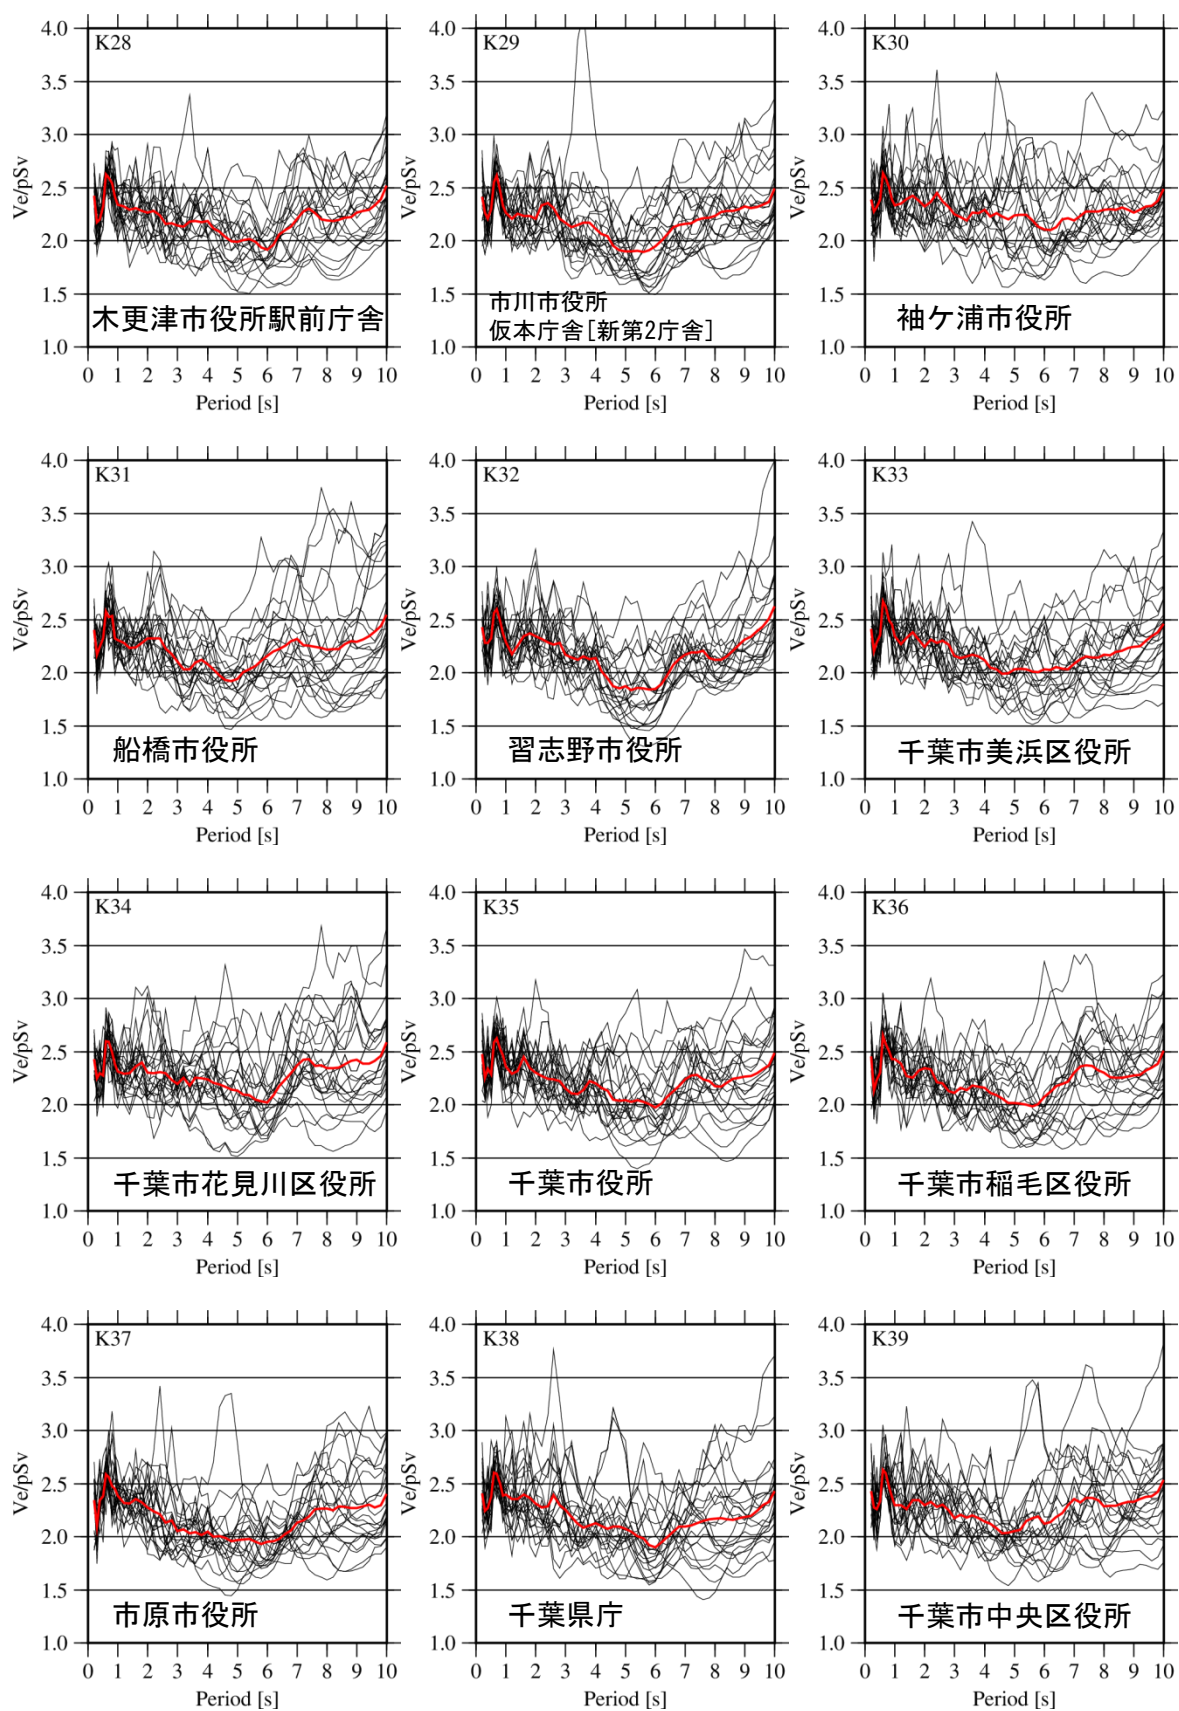 K28
4.0
3.5
3.0
2.5
2.0
1.5
1.0
Ve/pSv
木更津市役所駅前庁舎
0 1 2 3 4 5 6 7 8 9 10
Period [s]
K29
4.0
3.5
3.0
2.5
2.0
1.5
1.0
Ve/pSv
市川市役所
仮本庁舎[新第2庁舎]
0 1 2 3 4 5 6 7 8 9 10
Period [s]
K30
4.0
3.5
3.0
2.5
2.0
1.5
1.0
Ve/pSv
袖ケ浦市役所
0 1 2 3 4 5 6 7 8 9 10
Period [s]
K31
4.0
3.5
3.0
2.5
2.0
1.5
1.0
Ve/pSv
船橋市役所
0 1 2 3 4 5 6 7 8 9 10
Period [s]
K32
4.0
3.5
3.0
2.5
2.0
1.5
1.0
Ve/pSv
習志野市役所
0 1 2 3 4 5 6 7 8 9 10
Period [s]
K33
4.0
3.5
3.0
2.5
2.0
1.5
1.0
Ve/pSv
千葉市美浜区役所
0 1 2 3 4 5 6 7 8 9 10
Period [s]
K34
4.0
3.5
3.0
2.5
2.0
1.5
1.0
Ve/pSv
千葉市花見川区役所
0 1 2 3 4 5 6 7 8 9 10
Period [s]
K35
4.0
3.5
3.0
2.5
2.0
1.5
1.0
Ve/pSv
千葉市役所
0 1 2 3 4 5 6 7 8 9 10
Period [s]
K36
4.0
3.5
3.0
2.5
2.0
1.5
1.0
Ve/pSv
千葉市稲毛区役所
0 1 2 3 4 5 6 7 8 9 10
Period [s]
K37
4.0
3.5
3.0
2.5
2.0
1.5
1.0
Ve/pSv
市原市役所
0 1 2 3 4 5 6 7 8 9 10
Period [s]
K38
4.0
3.5
3.0
2.5
2.0
1.5
1.0
Ve/pSv
千葉県庁
0 1 2 3 4 5 6 7 8 9 10
Period [s]
K39
4.0
3.5
3.0
2.5
2.0
1.5
1.0
Ve/pSv
千葉市中央区役所
0 1 2 3 4 5 6 7 8 9 10
Period [s]